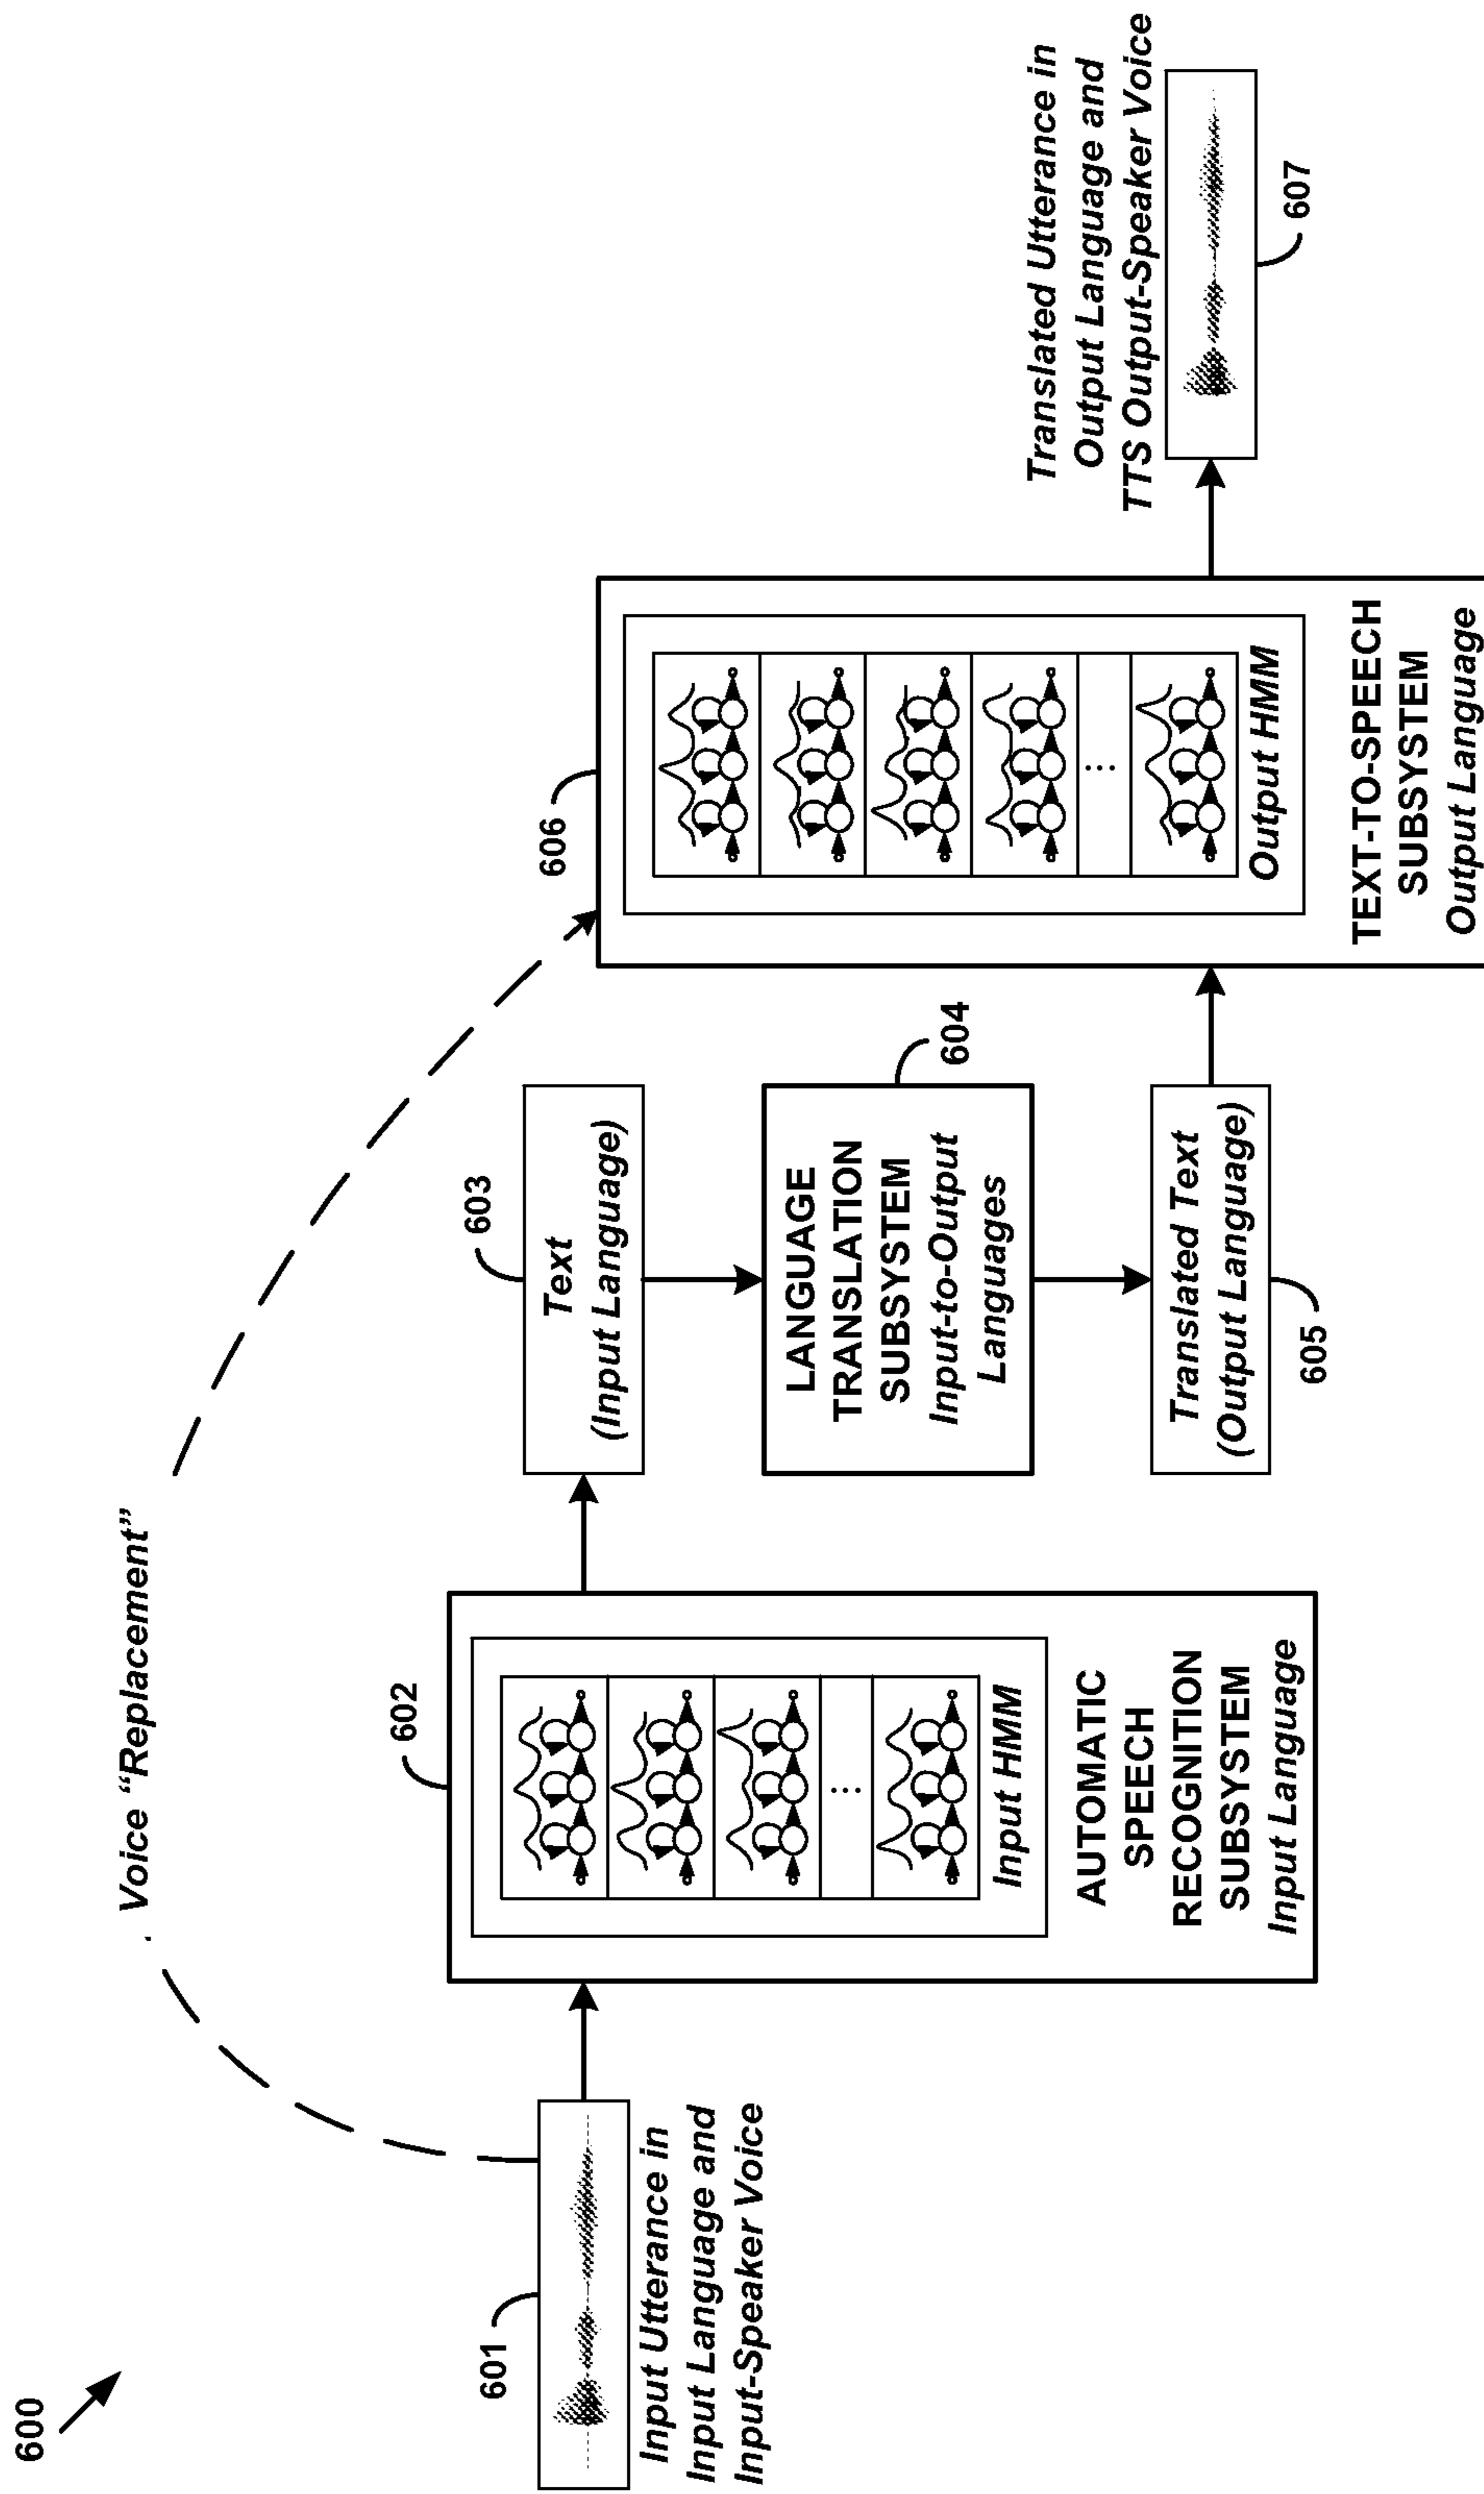 600
Voice “Replacement”
601
Input Utterance in
Input Language and
Input-Speaker Voice
602
Input HMM
AUTOMATIC
SPEECH
RECOGNITION
SUBSYSTEM
Input Language
603
Text
(Input Language)
604
LANGUAGE
TRANSLATION
SUBSYSTEM
Input-to-Output
Languages
Translated Text
(Output Language)
605
606
Output HMM
TEXT-TO-SPEECH
SUBSYSTEM
Output Language
Translated Utterance in
Output Language and
TTS Output-Speaker Voice
607